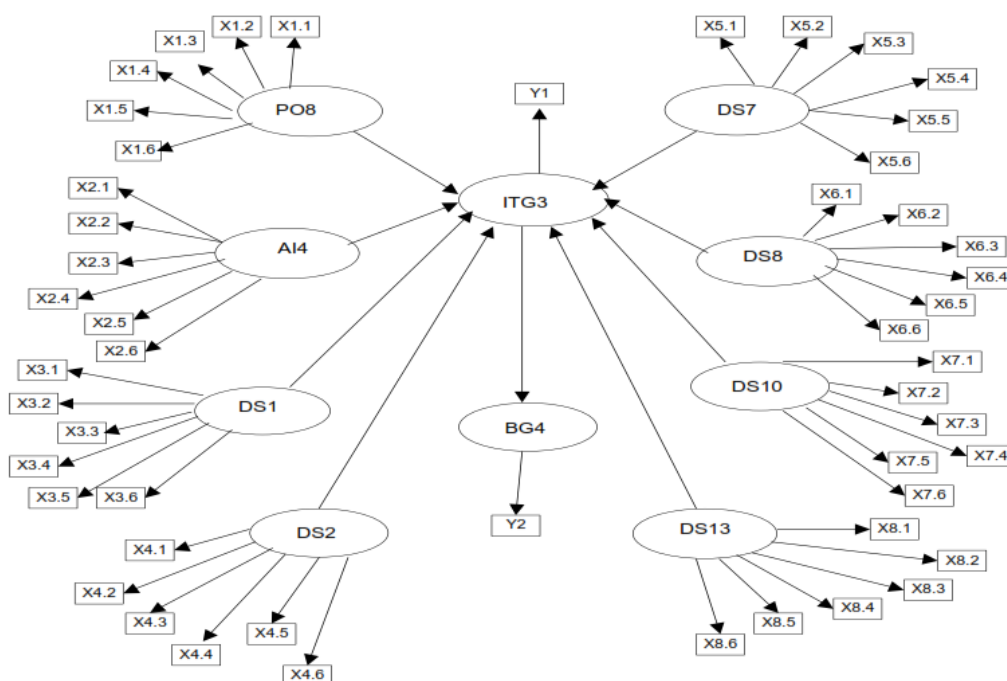 X1.1
X1.2
X1.3
X1.4
X1.5
X1.6
PO8
X2.1
X2.2
X2.3
X2.4
X2.5
X2.6
AI4
X3.1
X3.2
X3.3
X3.4
X3.5
X3.6
DS1
X4.1
X4.2
X4.3
X4.4
X4.5
X4.6
DS2
Y1
ITG3
BG4
Y2
X5.1
X5.2
X5.3
X5.4
X5.5
X5.6
DS7
X6.1
X6.2
X6.3
X6.4
X6.5
X6.6
DS8
X7.1
X7.2
X7.3
X7.4
X7.5
X7.6
DS10
X8.1
X8.2
X8.3
X8.4
X8.5
X8.6
DS13